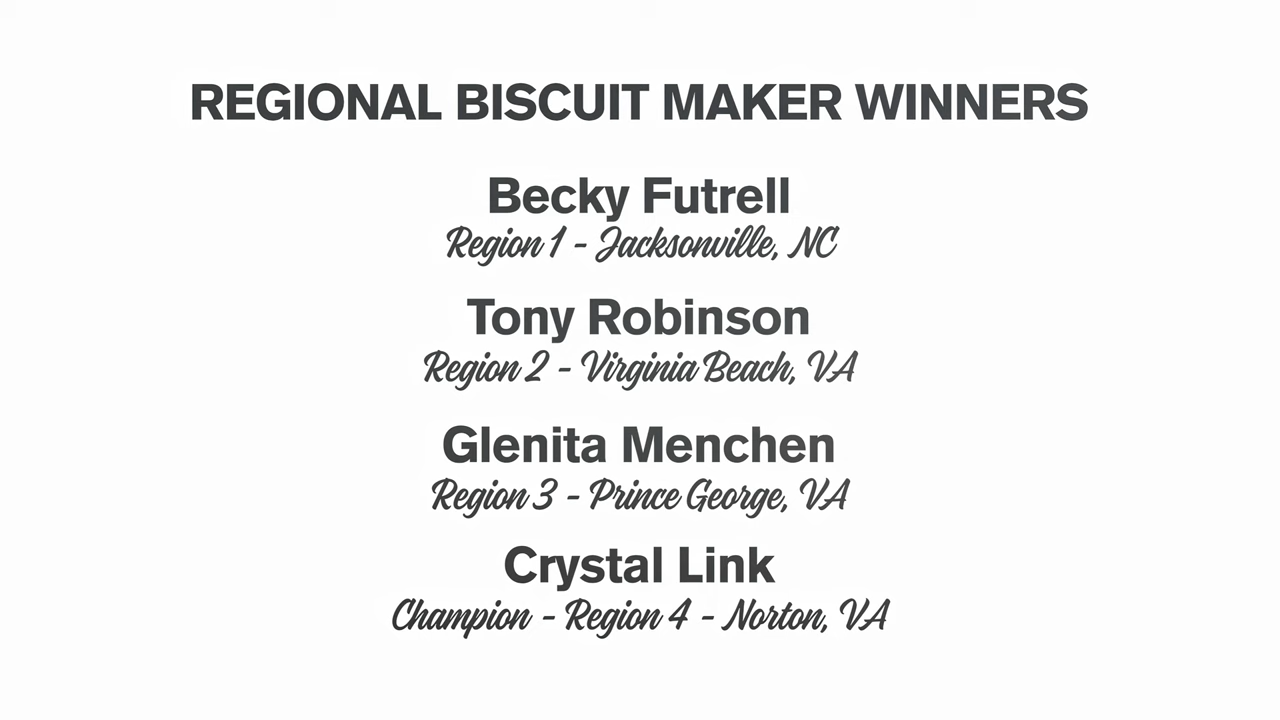 REGIONAL BISCUIT MAKER WINNERS
Becky Futrell
Region 1 - Jacksonville, NC
Tony Robinson
Region 2 - Virginia Beach, VA
Glenita Menchen
Region 3 - Prince George, VA
Crystal Link
Champion - Region 4 - Norton, VA